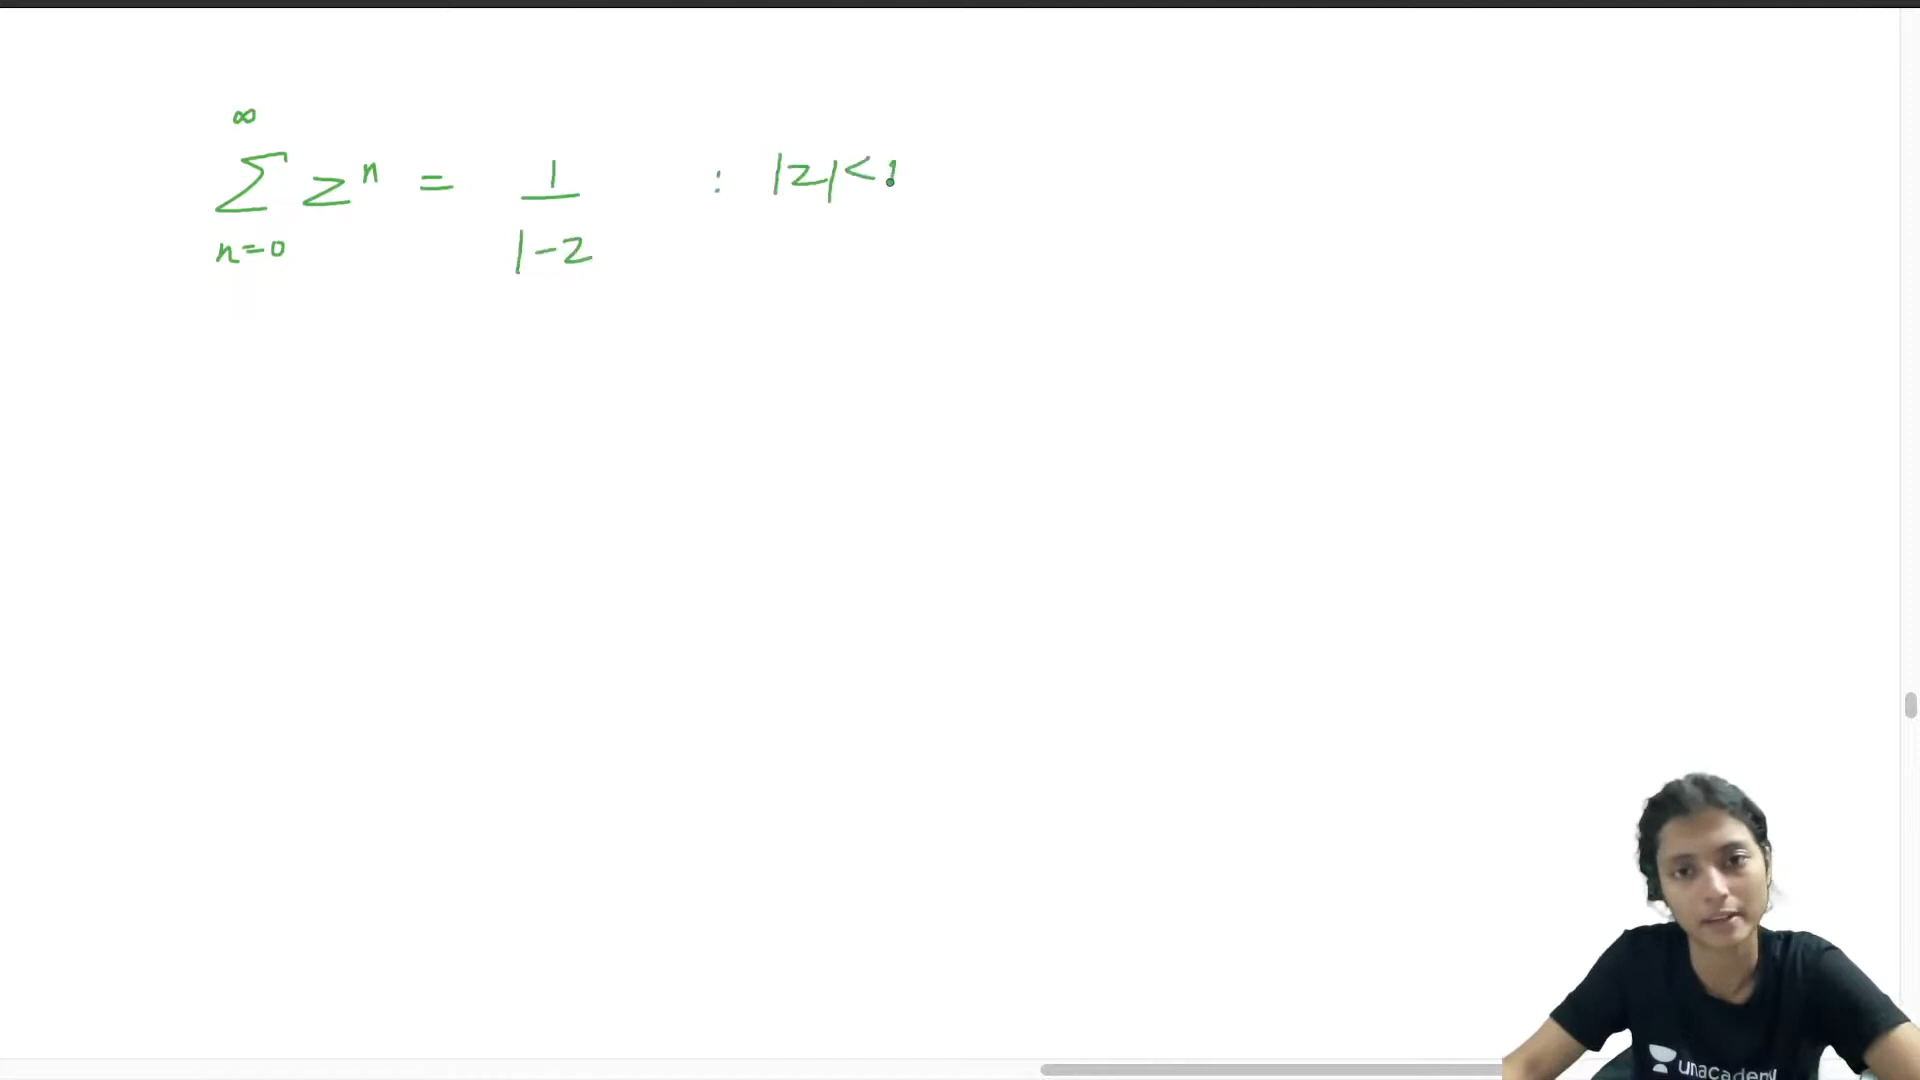 ∞
∑ zⁿ = 1/(1-z) : |z|<1
n=0
unacademy